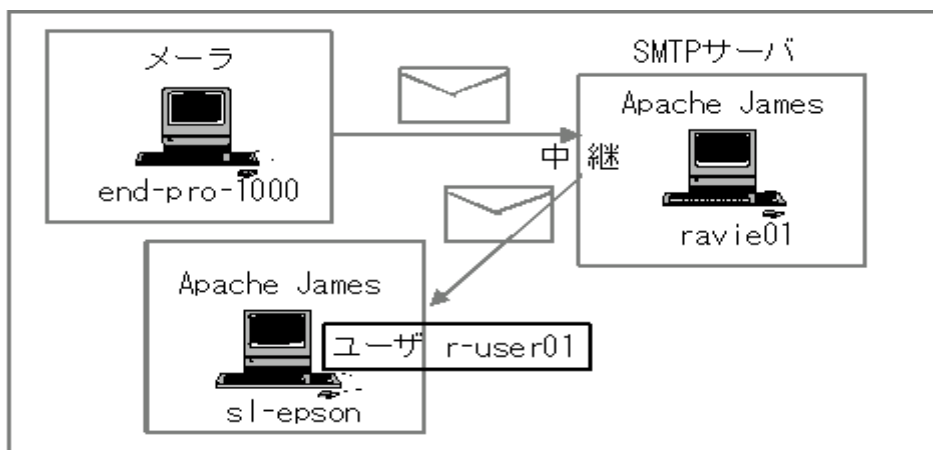 メーラ
end-pro-1000
SMTPサーバ
Apache James
ravie01
中継
Apache James
ユーザ r-user01
sl-epson